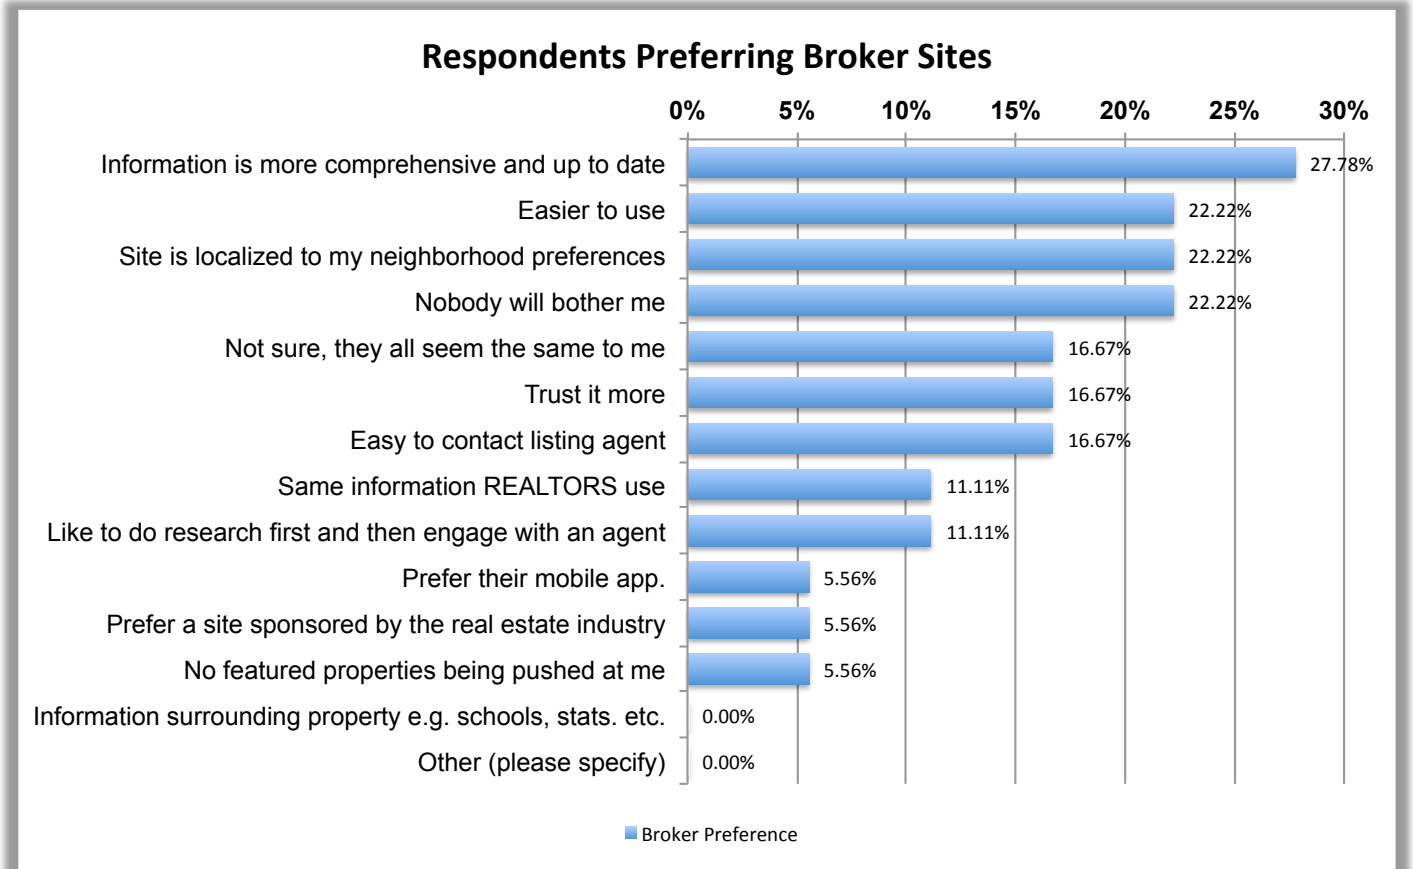 Respondents Preferring Broker Sites
0% 5% 10% 15% 20% 25% 30%
Information is more comprehensive and up to date 27.78%
Easier to use 22.22%
Site is localized to my neighborhood preferences 22.22%
Nobody will bother me 22.22%
Not sure, they all seem the same to me 16.67%
Trust it more 16.67%
Easy to contact listing agent 16.67%
Same information REALTORS use 11.11%
Like to do research first and then engage with an agent 11.11%
Prefer their mobile app. 5.56%
Prefer a site sponsored by the real estate industry 5.56%
No featured properties being pushed at me 5.56%
Information surrounding property e.g. schools, stats. etc. 0.00%
Other (please specify) 0.00%
Broker Preference